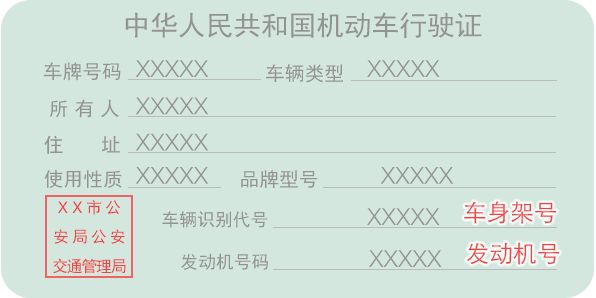 中华人民共和国机动车行驶证
车牌号码 XXXXX 车辆类型 XXXXX
所有人 XXXXX
住址 XXXXX
使用性质 XXXXX 品牌型号 XXXXX
XX市公
安局公安
交通管理局
车辆识别代号 XXXXX 车身架号
发动机号码 XXXXX 发动机号